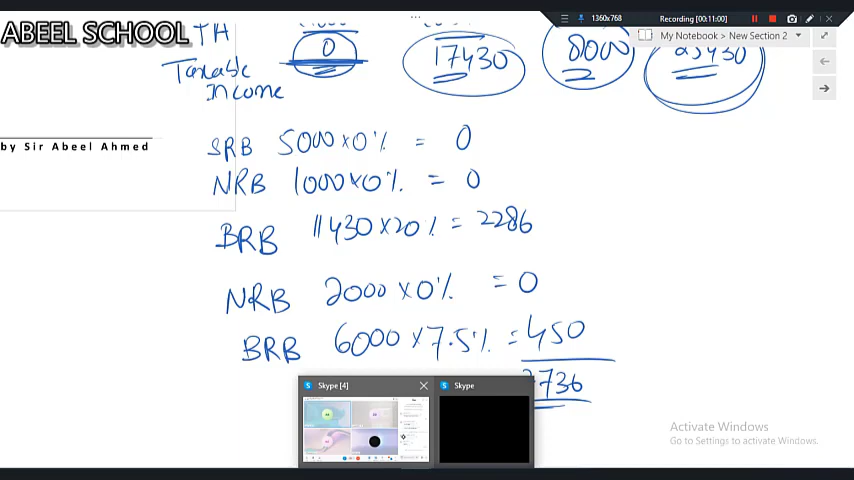 1360x768
Recording [00:11:00]
ABEEL SCHOOL
My Notebook > New Section 2
TH
0 17430 8000 25430
Taxable
Income
by Sir Abeel Ahmed
SRB 5000×0% = 0
NRB 1000×0% = 0
BRB 11430×20% = 2286
NRB 2000×0% = 0
BRB 6000×7.5% = 450
2736
Skype [4]
Skype
Activate Windows
Go to Settings to activate Windows.